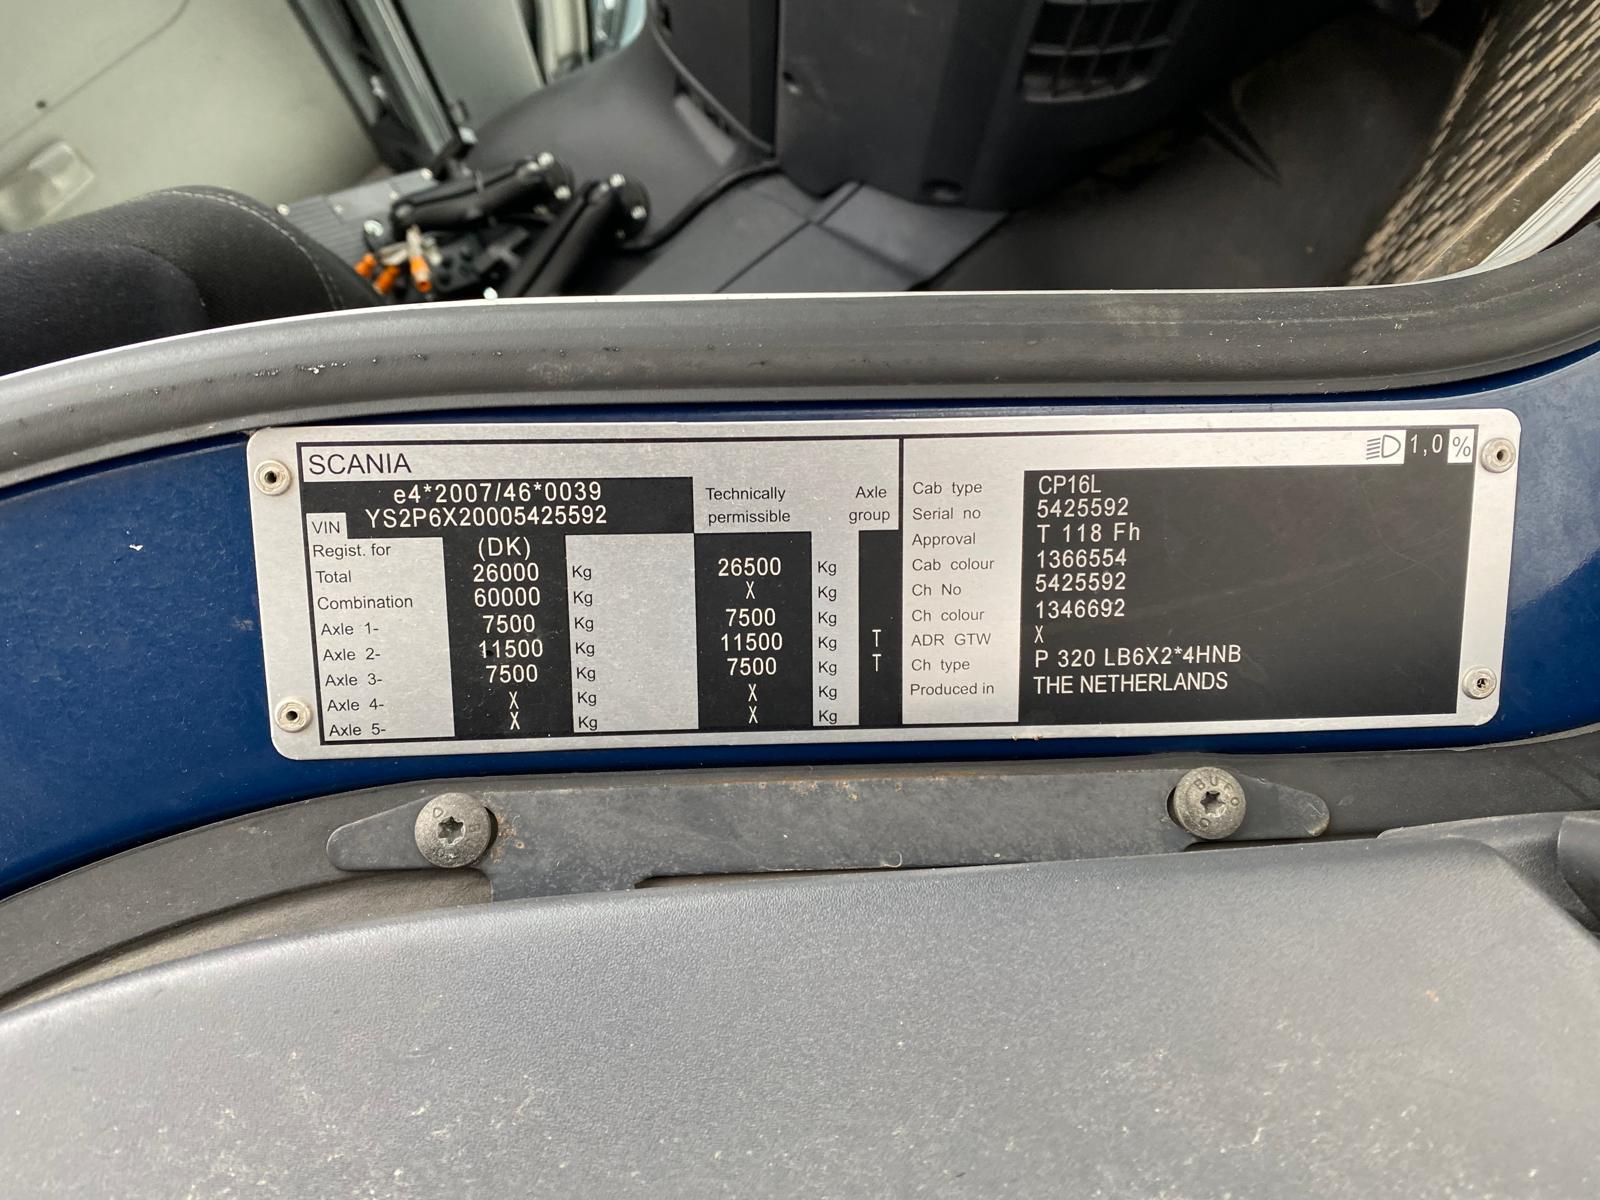 SCANIA
e4*2007/46*0039
VIN YS2P6X20005425592
Technically permissible
Axle group
Regist. for (DK)
Total 26000 Kg 26500 Kg
Combination 60000 Kg X Kg
Axle 1- 7500 Kg 7500 Kg
Axle 2- 11500 Kg 11500 Kg T
Axle 3- 7500 Kg 7500 Kg T
Axle 4- X Kg X Kg
Axle 5- X Kg X Kg
1,0 %
Cab type CP16L
Serial no 5425592
Approval T 118 Fh
Cab colour 1366554
Ch No 5425592
Ch colour 1346692
ADR GTW X
Ch type P 320 LB6X2*4HNB
Produced in THE NETHERLANDS
BUFO